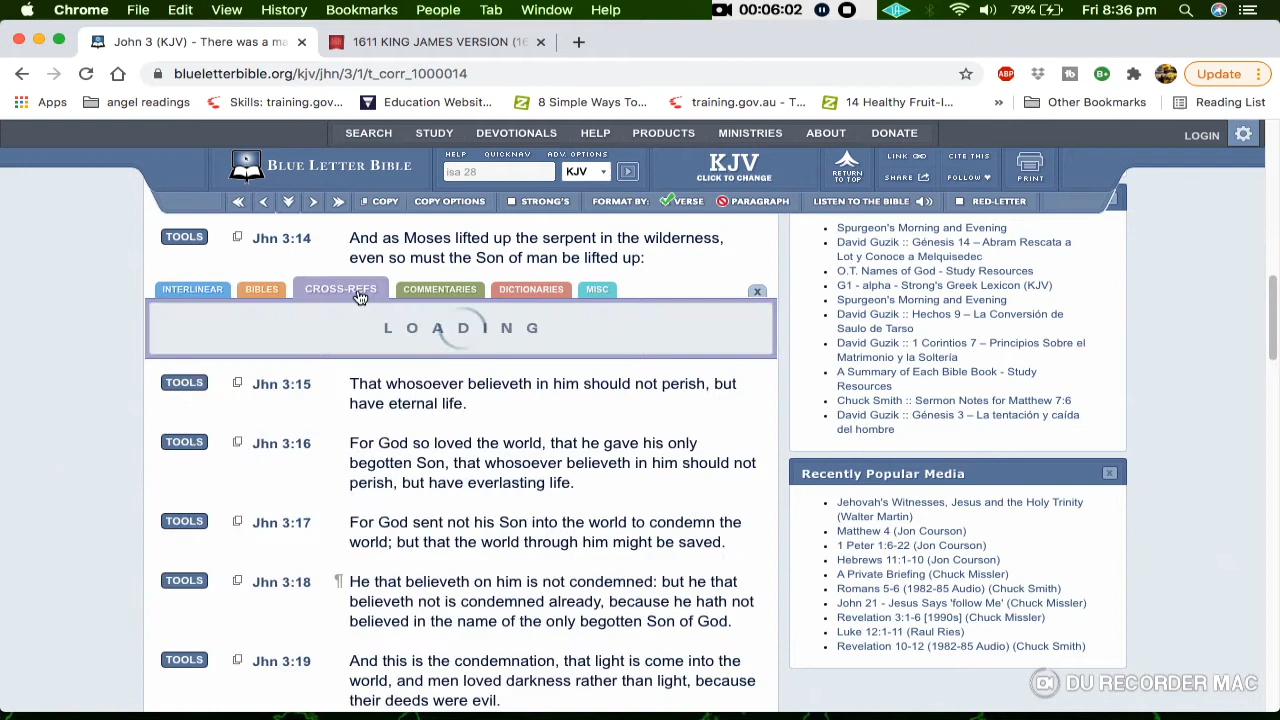 Chrome File Edit View History Bookmarks People Tab Window Help 00:06:02 79% Fri 8:36 pm
John 3 (KJV) - There was a ma × 1611 KING JAMES VERSION (16 × +
blueletterbible.org/kjv/jhn/3/1/t_corr_1000014 ABP tb B+ Update
Apps angel readings Skills: training.gov... Education Websit... 8 Simple Ways To... training.gov.au - T... 14 Healthy Fruit-I... » Other Bookmarks Reading List
SEARCH STUDY DEVOTIONALS HELP PRODUCTS MINISTRIES ABOUT DONATE LOGIN
HELP QUICKNAV ADV. OPTIONS
BLUE LETTER BIBLE
isa 28 KJV
KJV
CLICK TO CHANGE
RETURN
TO TOP
LINK CITE THIS
SHARE FOLLOW
PRINT
COPY COPY OPTIONS STRONG'S FORMAT BY: VERSE PARAGRAPH LISTEN TO THE BIBLE RED-LETTER
TOOLS Jhn 3:14 And as Moses lifted up the serpent in the wilderness,
even so must the Son of man be lifted up:
INTERLINEAR BIBLES CROSS-REFS COMMENTARIES DICTIONARIES MISC x
LOADING
TOOLS Jhn 3:15 That whosoever believeth in him should not perish, but
have eternal life.
TOOLS Jhn 3:16 For God so loved the world, that he gave his only
begotten Son, that whosoever believeth in him should not
perish, but have everlasting life.
TOOLS Jhn 3:17 For God sent not his Son into the world to condemn the
world; but that the world through him might be saved.
TOOLS Jhn 3:18 ¶ He that believeth on him is not condemned: but he that
believeth not is condemned already, because he hath not
believed in the name of the only begotten Son of God.
TOOLS Jhn 3:19 And this is the condemnation, that light is come into the
world, and men loved darkness rather than light, because
their deeds were evil.
Spurgeon's Morning and Evening
David Guzik :: Génesis 14 – Abram Rescata a
Lot y Conoce a Melquisedec
O.T. Names of God - Study Resources
G1 - alpha - Strong's Greek Lexicon (KJV)
Spurgeon's Morning and Evening
David Guzik :: Hechos 9 – La Conversión de
Saulo de Tarso
David Guzik :: 1 Corintios 7 – Principios Sobre el
Matrimonio y la Soltería
A Summary of Each Bible Book - Study
Resources
Chuck Smith :: Sermon Notes for Matthew 7:6
David Guzik :: Génesis 3 – La tentación y caída
del hombre
Recently Popular Media x
Jehovah's Witnesses, Jesus and the Holy Trinity
(Walter Martin)
Matthew 4 (Jon Courson)
1 Peter 1:6-22 (Jon Courson)
Hebrews 11:1-10 (Jon Courson)
A Private Briefing (Chuck Missler)
Romans 5-6 (1982-85 Audio) (Chuck Smith)
John 21 - Jesus Says 'follow Me' (Chuck Missler)
Revelation 3:1-6 [1990s] (Chuck Missler)
Luke 12:1-11 (Raul Ries)
Revelation 10-12 (1982-85 Audio) (Chuck Smith)
DU RECORDER MAC